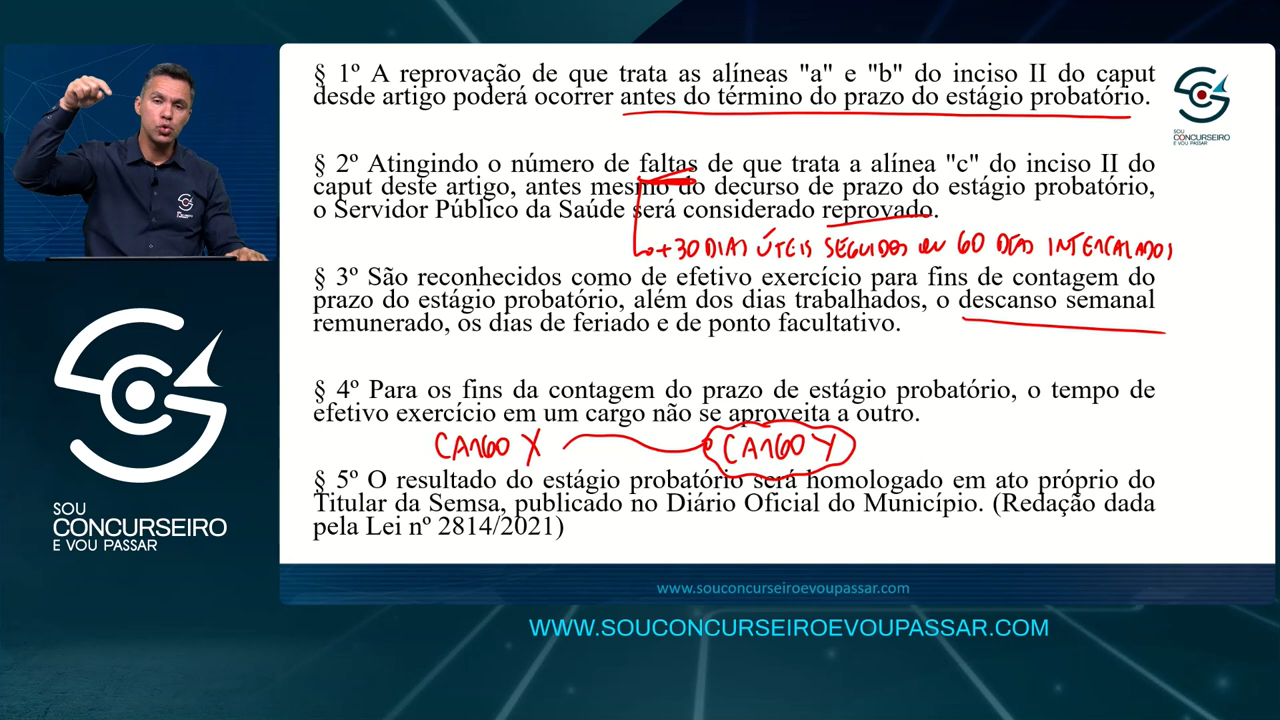 § 1º A reprovação de que trata as alíneas "a" e "b" do inciso II do caput
desde artigo poderá ocorrer antes do término do prazo do estágio probatório.
§ 2º Atingindo o número de faltas de que trata a alínea "c" do inciso II do
caput deste artigo, antes mesmo do decurso de prazo do estágio probatório,
o Servidor Público da Saúde será considerado reprovado.
+30 DIAS ÚTEIS SEGUIDOS OU 60 DIAS INTERCALADOS
§ 3º São reconhecidos como de efetivo exercício para fins de contagem do
prazo do estágio probatório, além dos dias trabalhados, o descanso semanal
remunerado, os dias de feriado e de ponto facultativo.
§ 4º Para os fins da contagem do prazo de estágio probatório, o tempo de
efetivo exercício em um cargo não se aproveita a outro.
CARGO X CARGO Y
§ 5º O resultado do estágio probatório será homologado em ato próprio do
Titular da Semsa, publicado no Diário Oficial do Município. (Redação dada
pela Lei nº 2814/2021)
SOU
CONCURSEIRO
E VOU PASSAR
SOU
CONCURSEIRO
E VOU PASSAR
www.souconcurseiroevoupassar.com
WWW.SOUCONCURSEIROEVOUPASSAR.COM